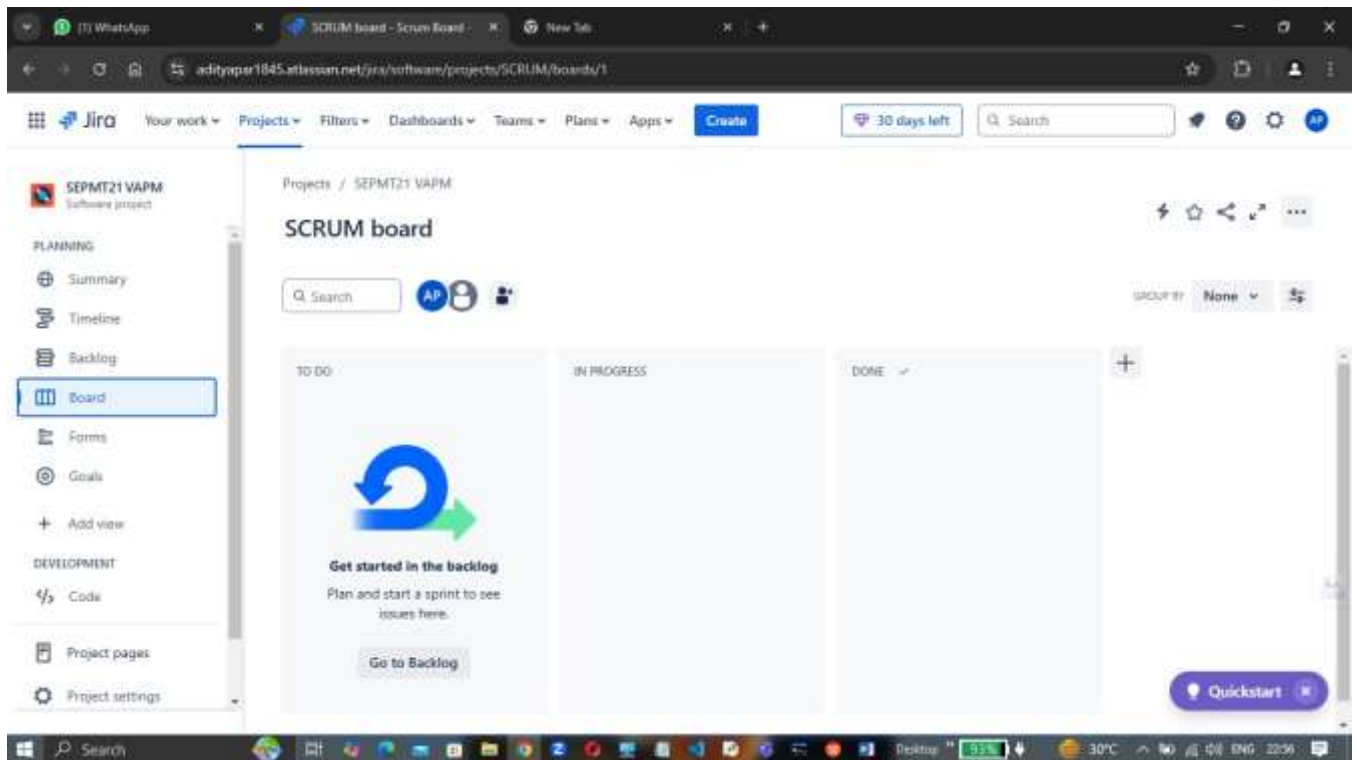 (1) WhatsApp
SCRUM board - Scrum Board -
New Tab
adityapar1845.atlassian.net/jira/software/projects/SCRUM/boards/1
Jira Your work Projects Filters Dashboards Teams Plans Apps Create 30 days left Search AP
SEPMT21 VAPM
Software project
Projects / SEPMT21 VAPM
SCRUM board
PLANNING
Summary
Timeline
Backlog
Board
Forms
Goals
Add view
DEVELOPMENT
Code
Project pages
Project settings
Search AP GROUP BY None
TO DO IN PROGRESS DONE
Get started in the backlog
Plan and start a sprint to see
issues here.
Go to Backlog
Quickstart
Search Desktop 93% 30°C ENG